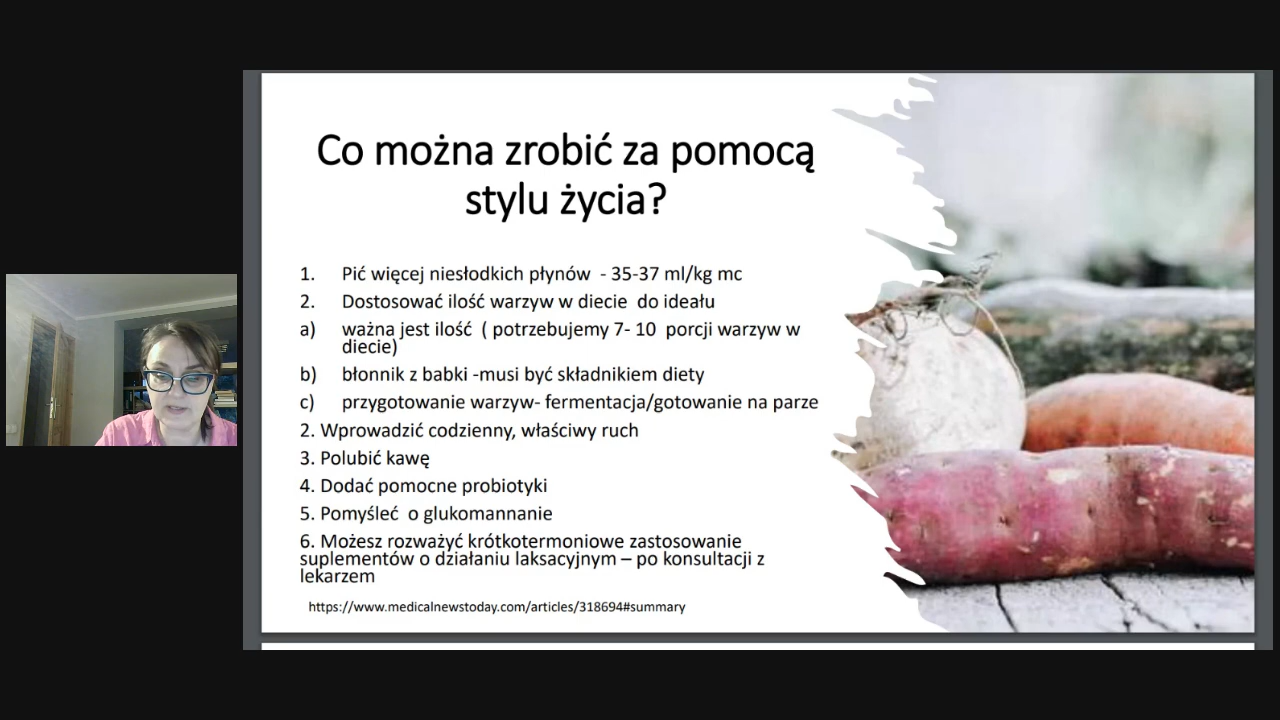 Co można zrobić za pomocą
stylu życia?
1. Pić więcej niesłodkich płynów - 35-37 ml/kg mc
2. Dostosować ilość warzyw w diecie do ideału
a) ważna jest ilość ( potrzebujemy 7- 10 porcji warzyw w
diecie)
b) błonnik z babki -musi być składnikiem diety
c) przygotowanie warzyw- fermentacja/gotowanie na parze
2. Wprowadzić codzienny, właściwy ruch
3. Polubić kawę
4. Dodać pomocne probiotyki
5. Pomyśleć o glukomannanie
6. Możesz rozważyć krótkotermoniowe zastosowanie
suplementów o działaniu laksacyjnym – po konsultacji z
lekarzem
https://www.medicalnewstoday.com/articles/318694#summary